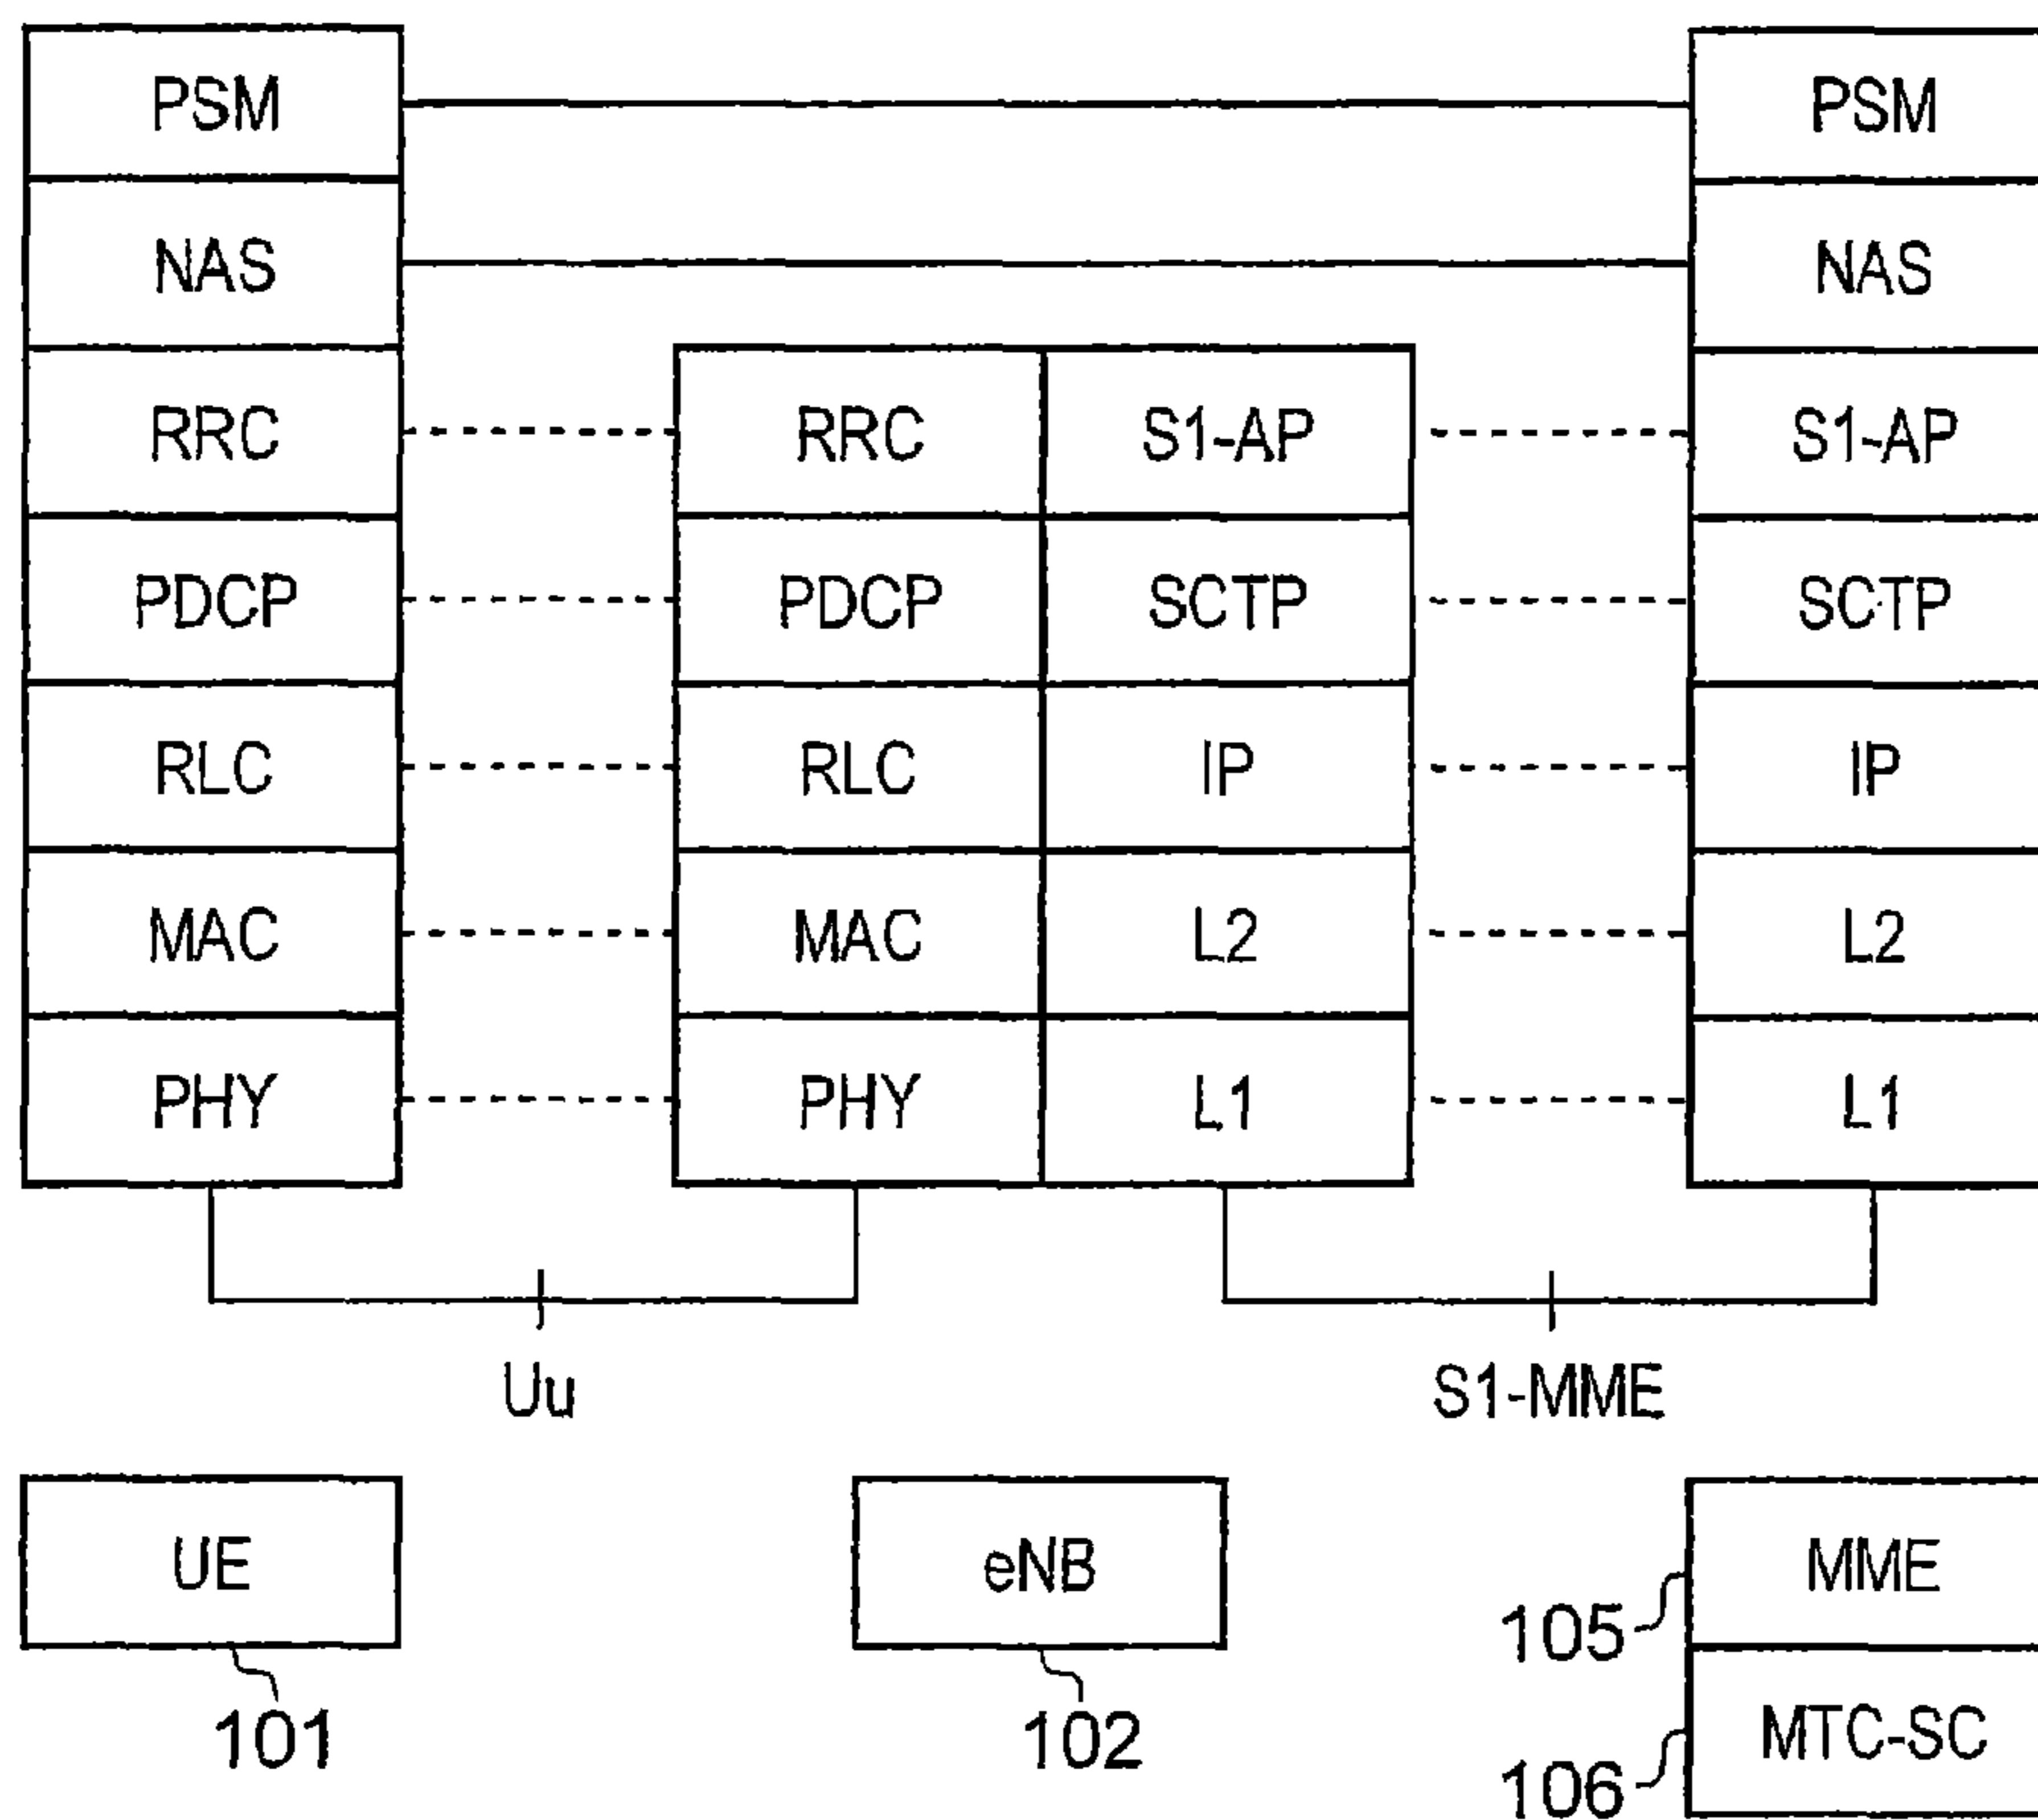 PSM PSM
NAS NAS
RRC RRC S1-AP S1-AP
PDCP PDCP SCTP SCTP
RLC RLC IP IP
MAC MAC L2 L2
PHY PHY L1 L1
Uu S1-MME
UE eNB MME
105
101 102 MTC-SC
106